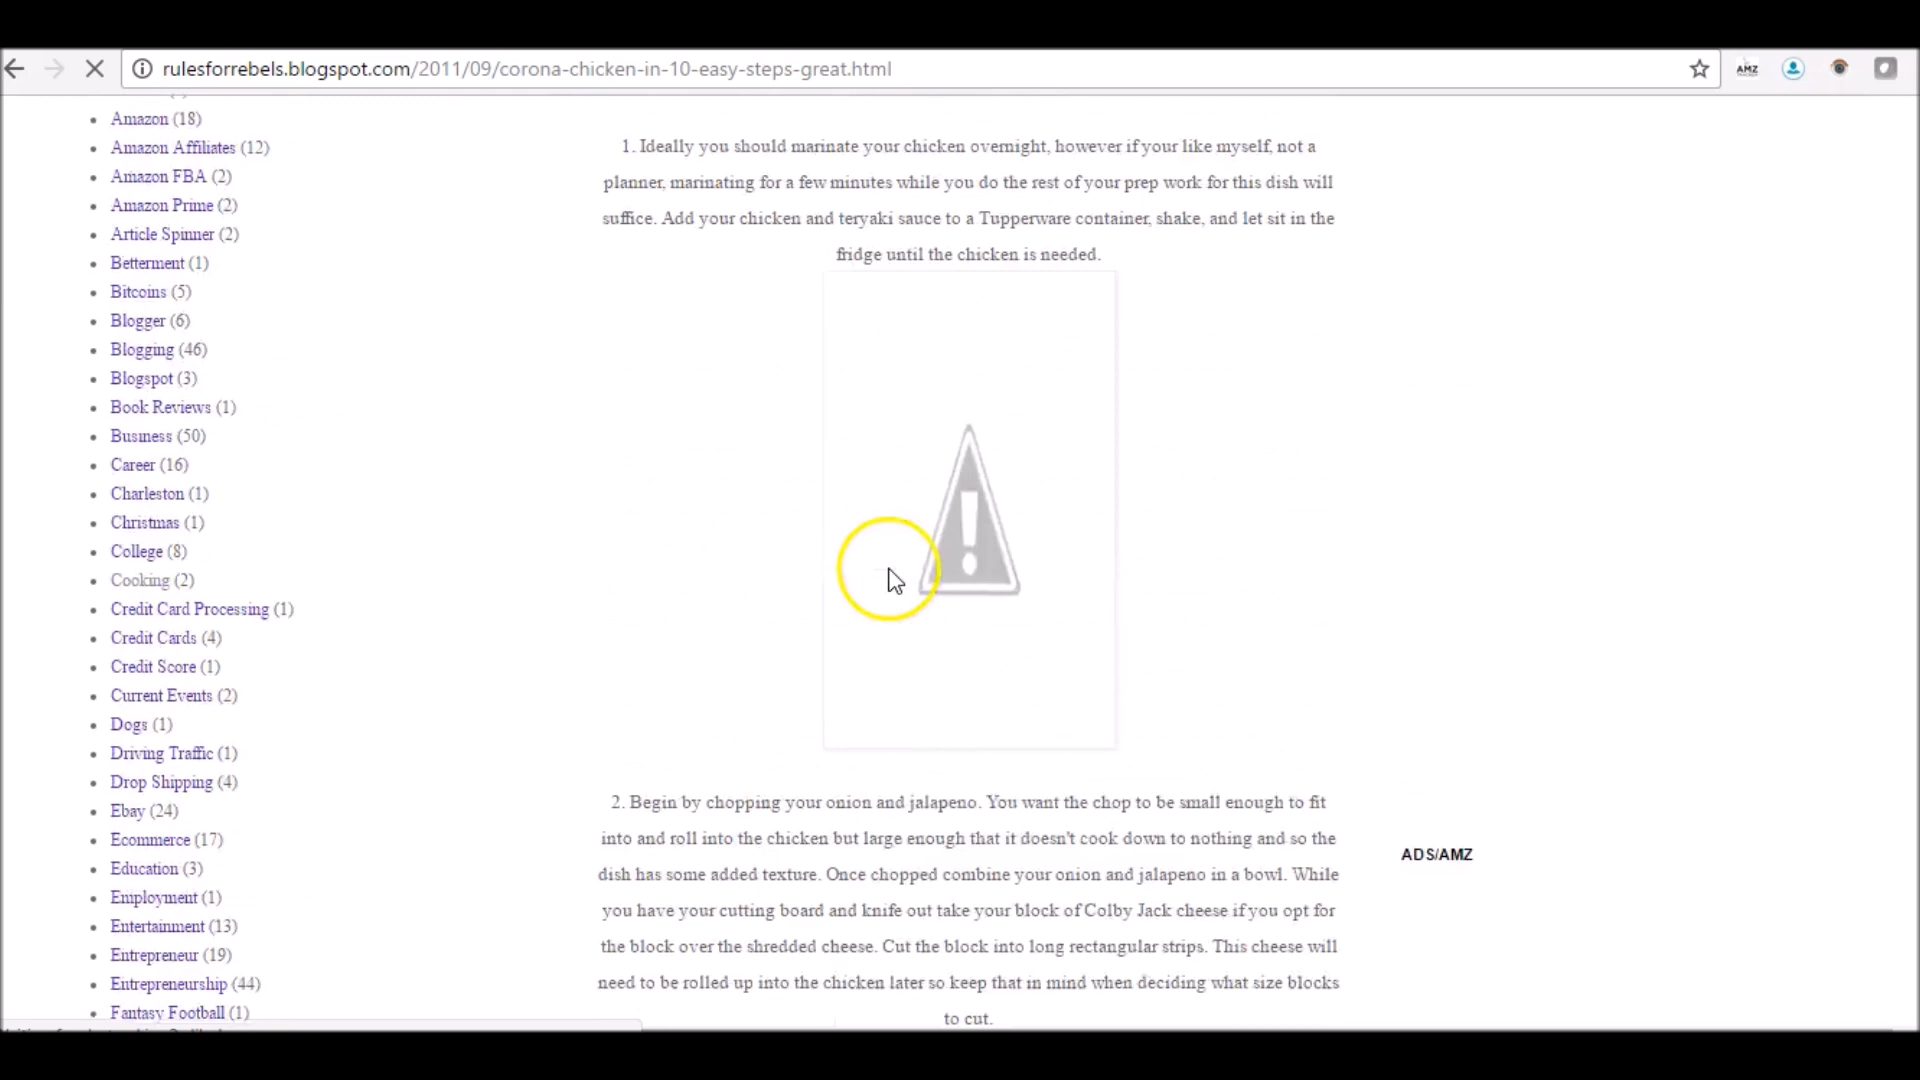 rulesforrebels.blogspot.com/2011/09/corona-chicken-in-10-easy-steps-great.html
AMZ
Amazon (18)
Amazon Affiliates (12)
Amazon FBA (2)
Amazon Prime (2)
Article Spinner (2)
Betterment (1)
Bitcoins (5)
Blogger (6)
Blogging (46)
Blogspot (3)
Book Reviews (1)
Business (50)
Career (16)
Charleston (1)
Christmas (1)
College (8)
Cooking (2)
Credit Card Processing (1)
Credit Cards (4)
Credit Score (1)
Current Events (2)
Dogs (1)
Driving Traffic (1)
Drop Shipping (4)
Ebay (24)
Ecommerce (17)
Education (3)
Employment (1)
Entertainment (13)
Entrepreneur (19)
Entrepreneurship (44)
Fantasy Football (1)
1. Ideally you should marinate your chicken overnight, however if your like myself, not a
planner, marinating for a few minutes while you do the rest of your prep work for this dish will
suffice. Add your chicken and teryaki sauce to a Tupperware container, shake, and let sit in the
fridge until the chicken is needed.
2. Begin by chopping your onion and jalapeno. You want the chop to be small enough to fit
into and roll into the chicken but large enough that it doesn't cook down to nothing and so the
dish has some added texture. Once chopped combine your onion and jalapeno in a bowl. While
you have your cutting board and knife out take your block of Colby Jack cheese if you opt for
the block over the shredded cheese. Cut the block into long rectangular strips. This cheese will
need to be rolled up into the chicken later so keep that in mind when deciding what size blocks
to cut.
ADS/AMZ